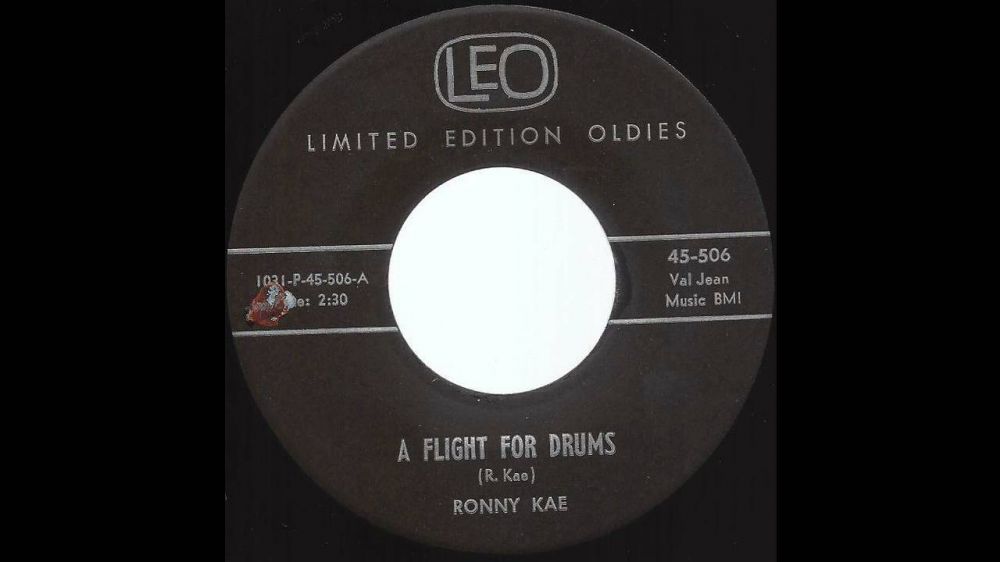 LEO
LIMITED EDITION OLDIES
1031-P-45-506-A
2:30
45-506
Val Jean
Music BMI
A FLIGHT FOR DRUMS
(R. Kae)
RONNY KAE